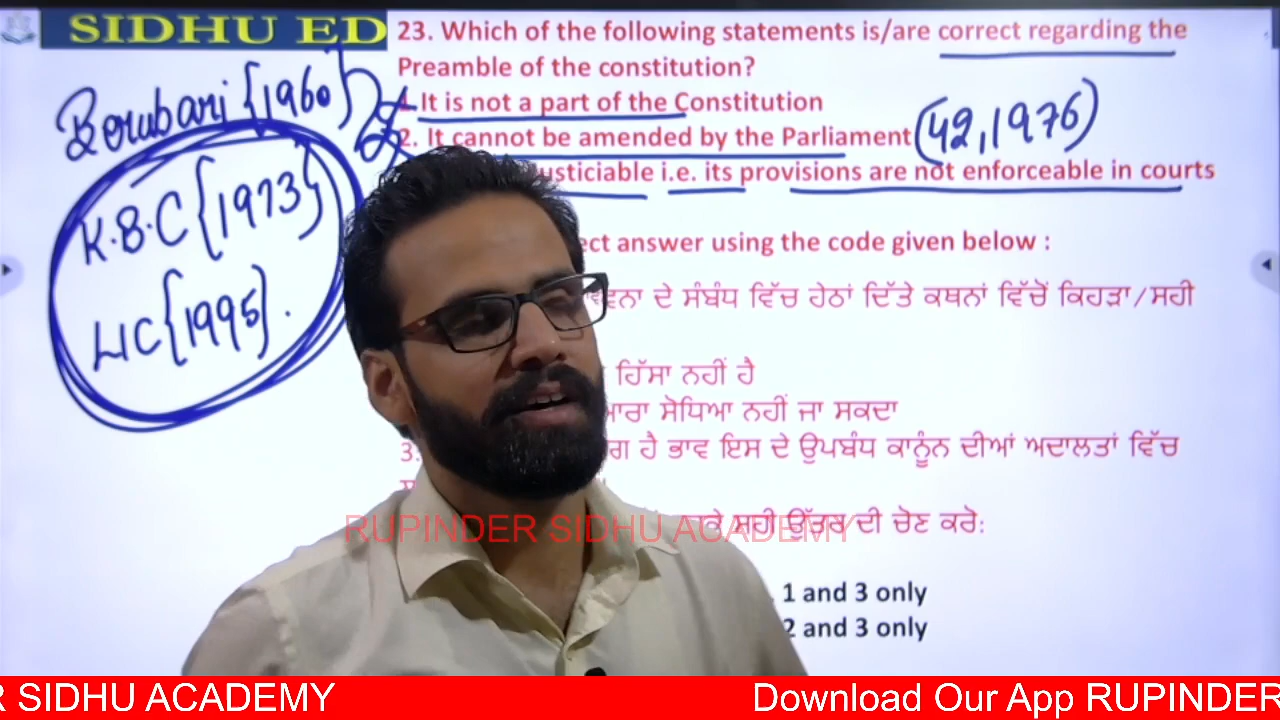 SIDHU ED
23. Which of the following statements is/are correct regarding the
Preamble of the constitution?
1. It is not a part of the Constitution
2. It cannot be amended by the Parliament (42, 1976)
usticiable i.e. its provisions are not enforceable in courts
ct answer using the code given below :
ਵਨਾ ਦੇ ਸੰਬੰਧ ਵਿੱਚ ਹੇਠਾਂ ਦਿੱਤੇ ਕਥਨਾਂ ਵਿੱਚੋਂ ਕਿਹੜਾ/ਸਹੀ
ਹਿੱਸਾ ਨਹੀਂ ਹੈ
ਆਰਾ ਸੋਧਿਆ ਨਹੀਂ ਜਾ ਸਕਦਾ
3. ਗ ਹੈ ਭਾਵ ਇਸ ਦੇ ਉਪਬੰਧ ਕਾਨੂੰਨ ਦੀਆਂ ਅਦਾਲਤਾਂ ਵਿੱਚ
ਕੇ ਸਹੀ ਉੱਤਰ ਦੀ ਚੋਣ ਕਰੋ:
1 and 3 only
2 and 3 only
Berubari {1960}
K.B.C {1973}
LIC {1995}.
RUPINDER SIDHU ACADEMY
R SIDHU ACADEMY
Download Our App RUPINDER